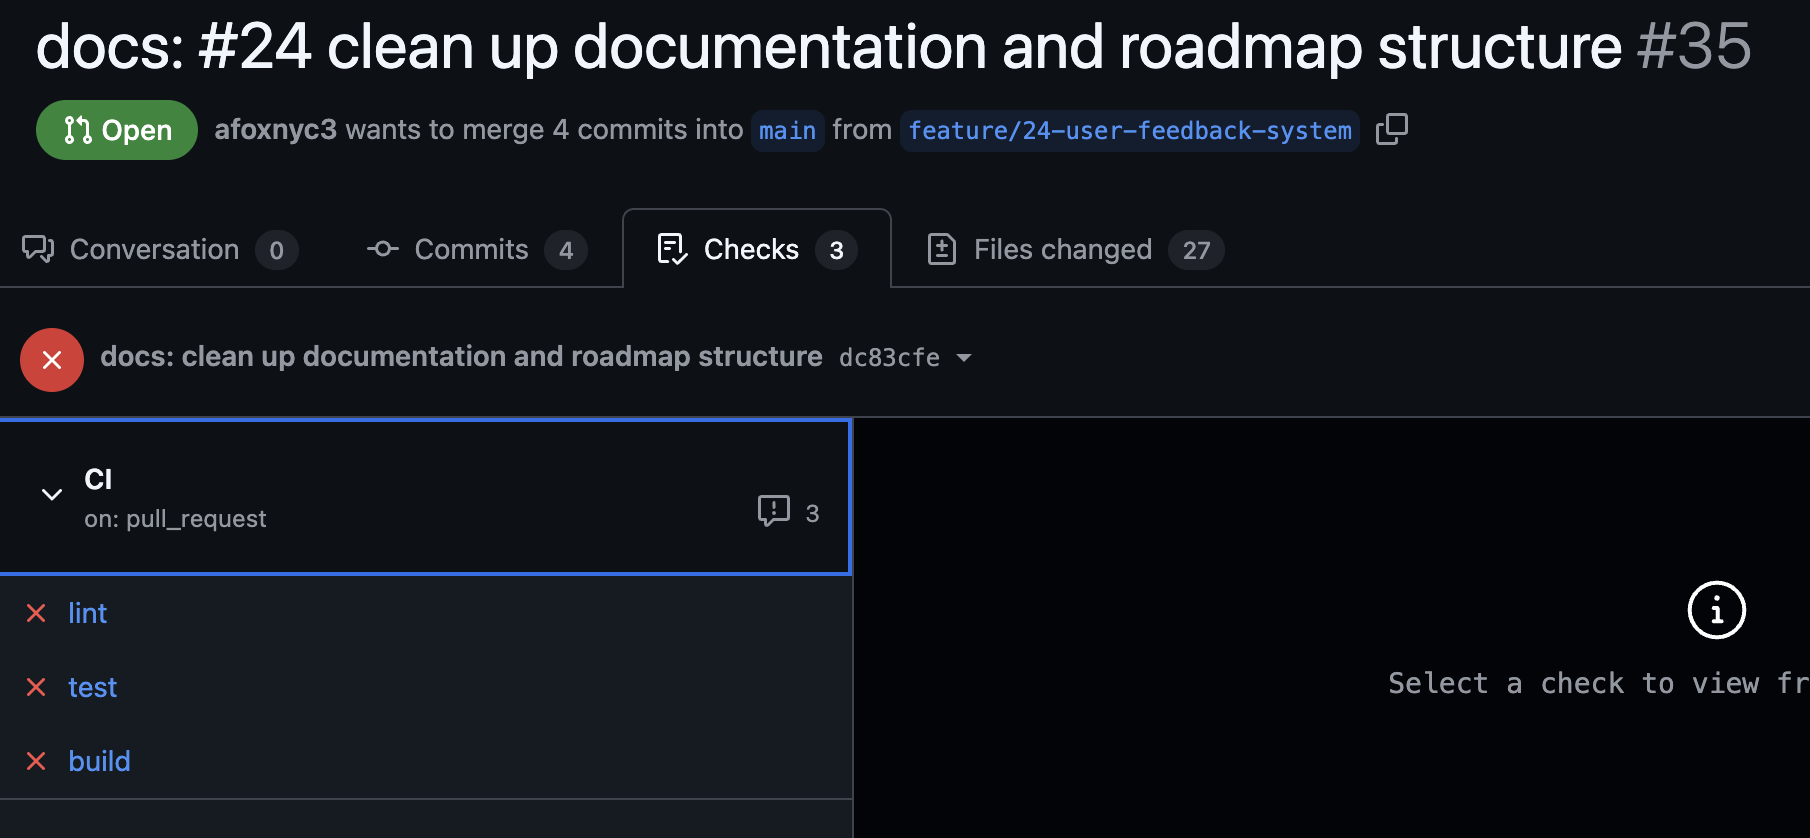 docs: #24 clean up documentation and roadmap structure #35
Open afoxnyc3 wants to merge 4 commits into main from feature/24-user-feedback-system
Conversation 0 Commits 4 Checks 3 Files changed 27
docs: clean up documentation and roadmap structure dc83cfe
CI
on: pull_request
3
lint
test
build
Select a check to view